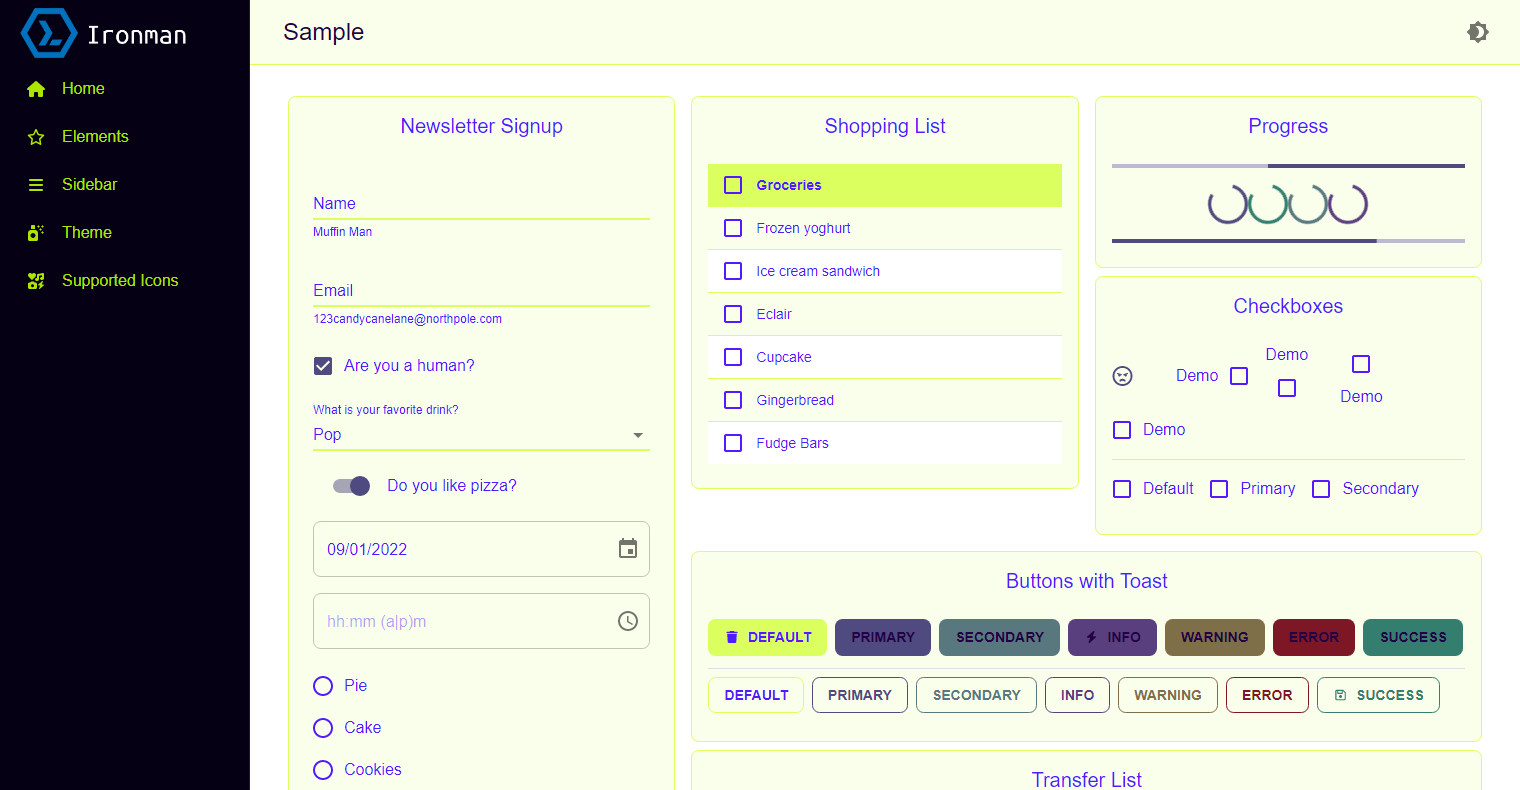 Ironman
Home
Elements
Sidebar
Theme
Supported Icons
Sample
Newsletter Signup
Name
Muffin Man
Email
123candycanelane@northpole.com
Are you a human?
What is your favorite drink?
Pop
Do you like pizza?
09/01/2022
hh:mm (a|p)m
Pie
Cake
Cookies
Shopping List
Groceries
Frozen yoghurt
Ice cream sandwich
Eclair
Cupcake
Gingerbread
Fudge Bars
Progress
Checkboxes
Demo
Demo
Demo
Demo
Default Primary Secondary
Buttons with Toast
DEFAULT PRIMARY SECONDARY INFO WARNING ERROR SUCCESS
DEFAULT PRIMARY SECONDARY INFO WARNING ERROR SUCCESS
Transfer List